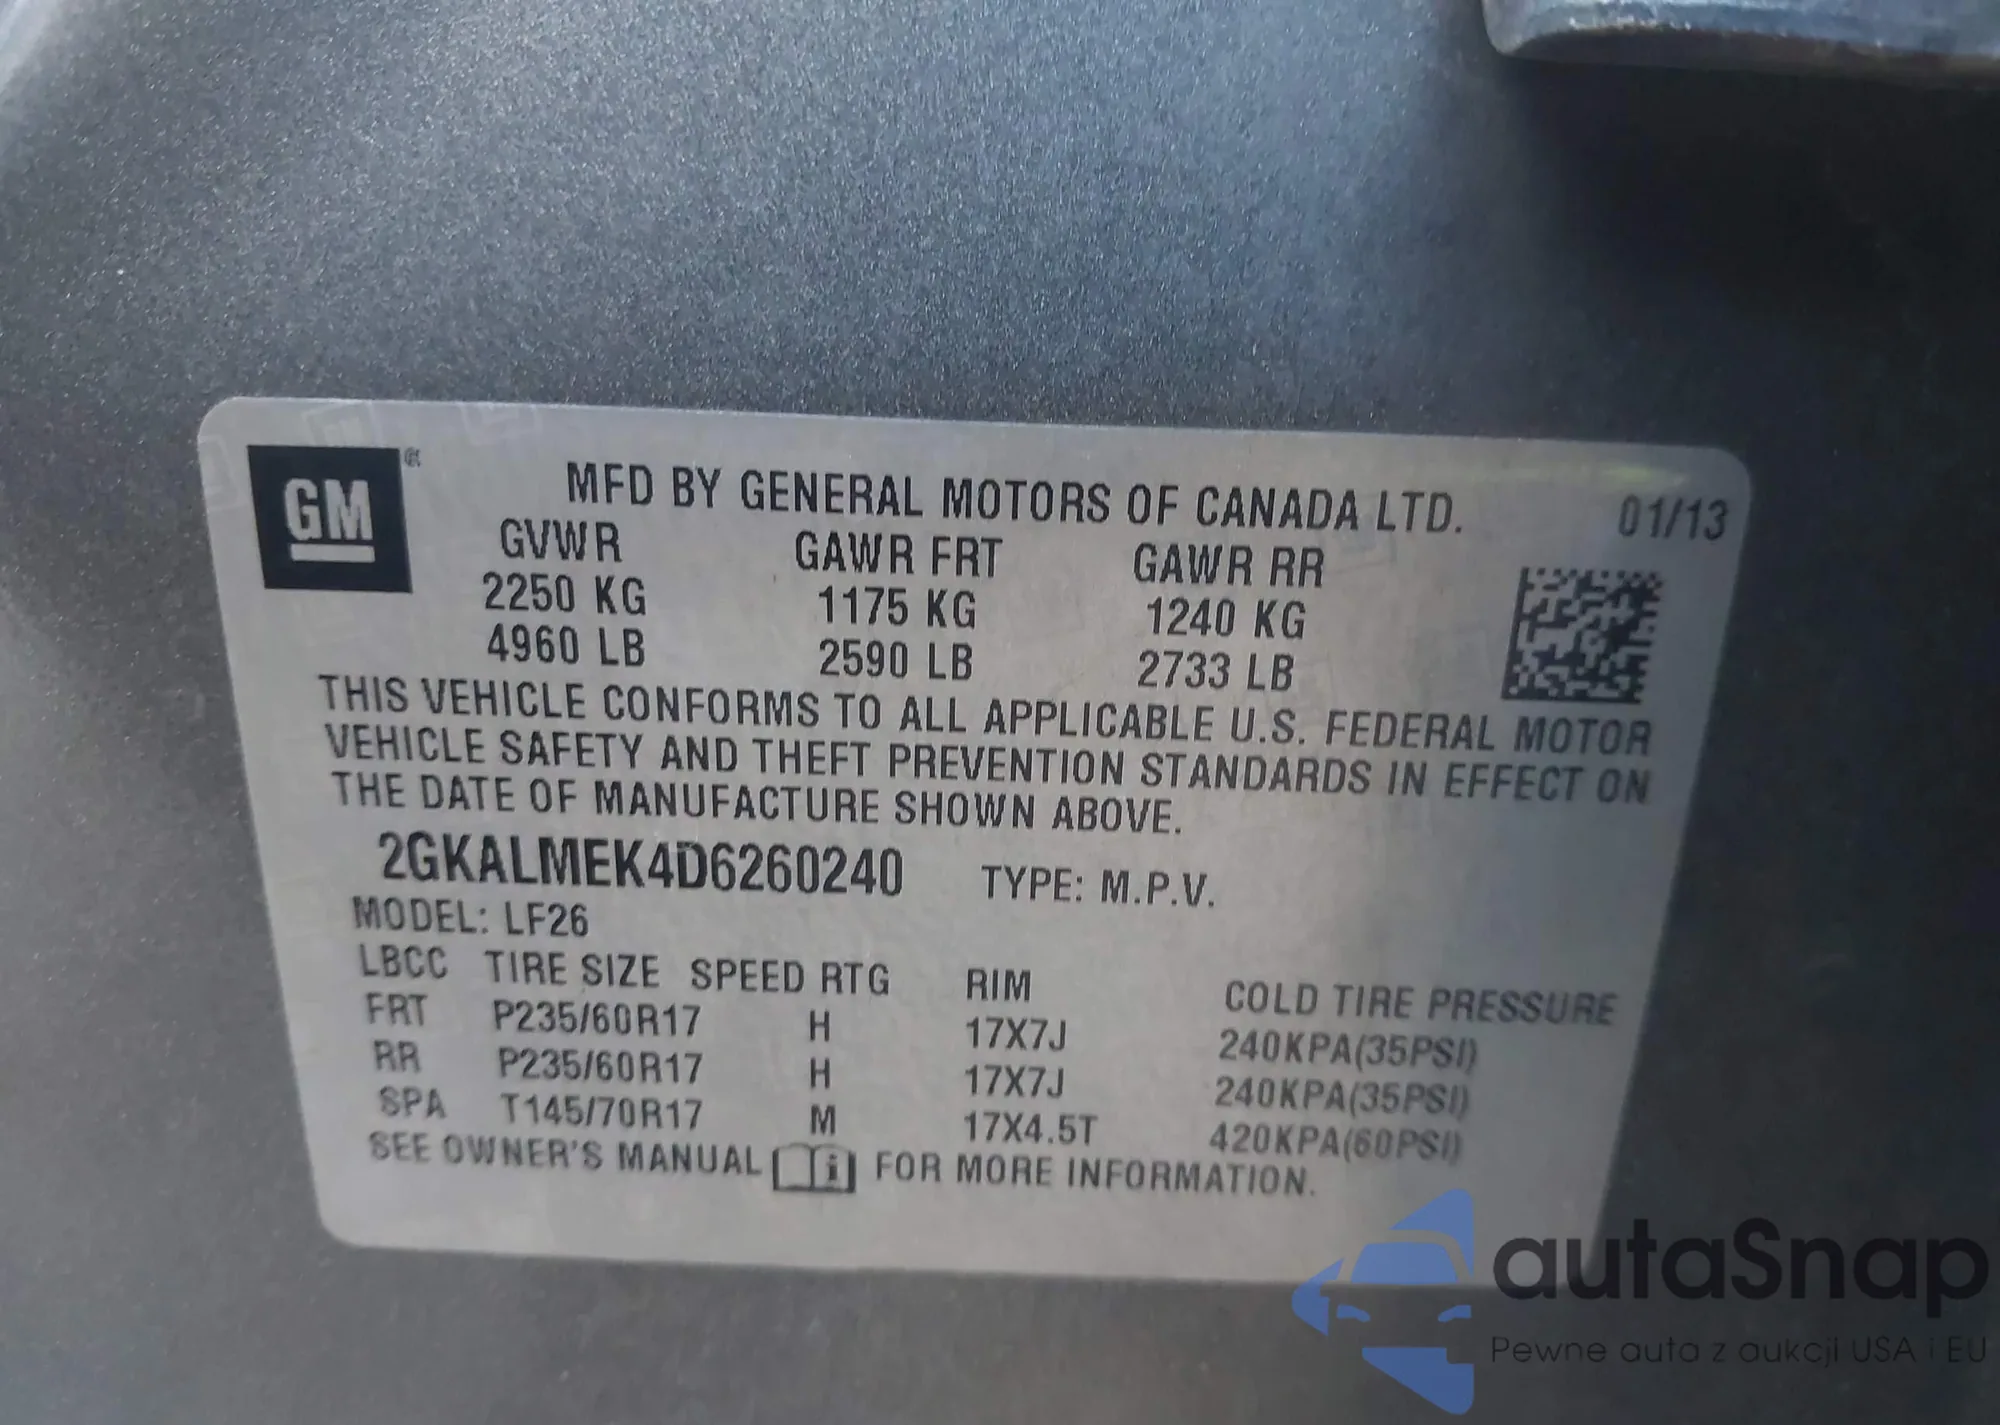 GM
MFD BY GENERAL MOTORS OF CANADA LTD.
01/13
GVWR GAWR FRT GAWR RR
2250 KG 1175 KG 1240 KG
4960 LB 2590 LB 2733 LB
THIS VEHICLE CONFORMS TO ALL APPLICABLE U.S. FEDERAL MOTOR
VEHICLE SAFETY AND THEFT PREVENTION STANDARDS IN EFFECT ON
THE DATE OF MANUFACTURE SHOWN ABOVE.
2GKALMEK4D6260240 TYPE: M.P.V.
MODEL: LF26
LBCC TIRE SIZE SPEED RTG RIM COLD TIRE PRESSURE
FRT P235/60R17 H 17X7J 240KPA(35PSI)
RR P235/60R17 H 17X7J 240KPA(35PSI)
SPA T145/70R17 M 17X4.5T 420KPA(60PSI)
SEE OWNER'S MANUAL i FOR MORE INFORMATION.
autaSnap
Pewne auta z aukcji USA i EU